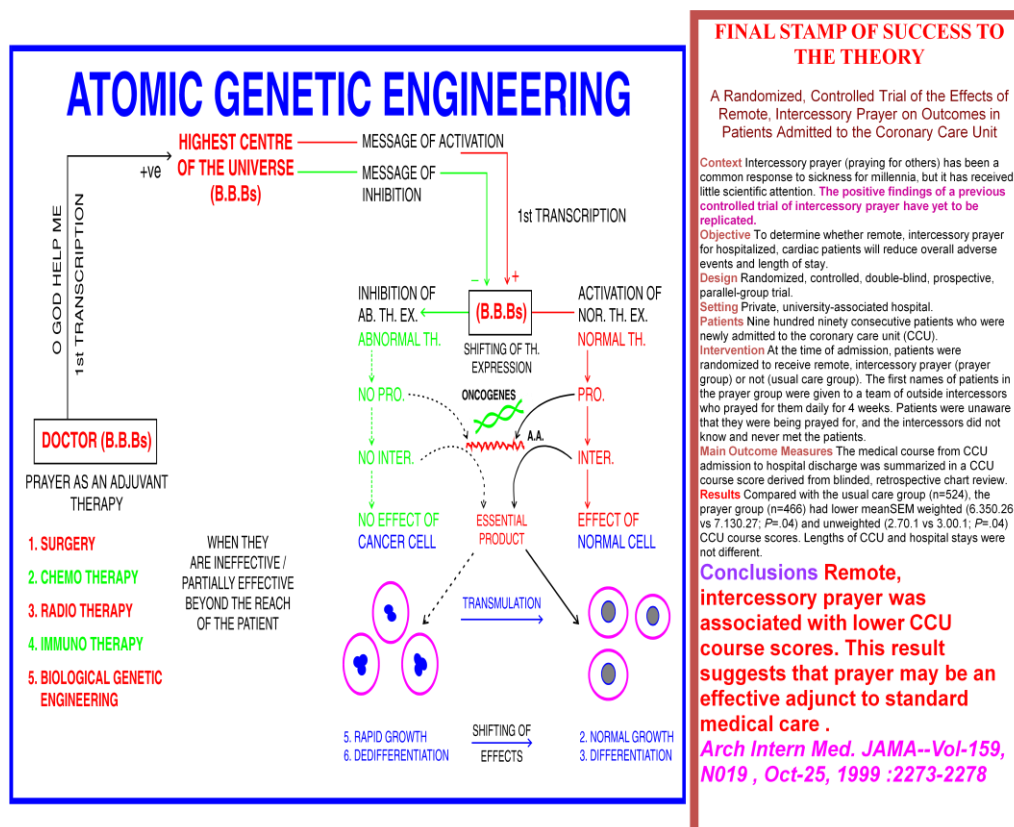 ATOMIC GENETIC ENGINEERING
HIGHEST CENTRE
OF THE UNIVERSE
(B.B.Bs)
+ve
MESSAGE OF ACTIVATION
MESSAGE OF
INHIBITION
1st TRANSCRIPTION
O GOD HELP ME
1st TRANSCRIPTION
– +
INHIBITION OF
AB. TH. EX.
(B.B.Bs)
ACTIVATION OF
NOR. TH. EX.
ABNORMAL TH.
SHIFTING OF TH.
EXPRESSION
NORMAL TH.
NO PRO.
ONCOGENES
PRO.
A.A.
NO INTER.
INTER.
NO EFFECT OF
CANCER CELL
ESSENTIAL
PRODUCT
EFFECT OF
NORMAL CELL
DOCTOR (B.B.Bs)
PRAYER AS AN ADJUVANT
THERAPY
1. SURGERY
2. CHEMO THERAPY
3. RADIO THERAPY
4. IMMUNO THERAPY
5. BIOLOGICAL GENETIC
ENGINEERING
WHEN THEY
ARE INEFFECTIVE /
PARTIALLY EFFECTIVE
BEYOND THE REACH
OF THE PATIENT
TRANSMULATION
5. RAPID GROWTH
6. DEDIFFERENTIATION
SHIFTING OF
EFFECTS
2. NORMAL GROWTH
3. DIFFERENTIATION
FINAL STAMP OF SUCCESS TO
THE THEORY
A Randomized, Controlled Trial of the Effects of
Remote, Intercessory Prayer on Outcomes in
Patients Admitted to the Coronary Care Unit
Context Intercessory prayer (praying for others) has been a
common response to sickness for millennia, but it has received
little scientific attention. The positive findings of a previous
controlled trial of intercessory prayer have yet to be
replicated.
Objective To determine whether remote, intercessory prayer
for hospitalized, cardiac patients will reduce overall adverse
events and length of stay.
Design Randomized, controlled, double-blind, prospective,
parallel-group trial.
Setting Private, university-associated hospital.
Patients Nine hundred ninety consecutive patients who were
newly admitted to the coronary care unit (CCU).
Intervention At the time of admission, patients were
randomized to receive remote, intercessory prayer (prayer
group) or not (usual care group). The first names of patients in
the prayer group were given to a team of outside intercessors
who prayed for them daily for 4 weeks. Patients were unaware
that they were being prayed for, and the intercessors did not
know and never met the patients.
Main Outcome Measures The medical course from CCU
admission to hospital discharge was summarized in a CCU
course score derived from blinded, retrospective chart review.
Results Compared with the usual care group (n=524), the
prayer group (n=466) had lower meanSEM weighted (6.350.26
vs 7.130.27; P=.04) and unweighted (2.70.1 vs 3.00.1; P=.04)
CCU course scores. Lengths of CCU and hospital stays were
not different.
Conclusions Remote,
intercessory prayer was
associated with lower CCU
course scores. This result
suggests that prayer may be an
effective adjunct to standard
medical care .
Arch Intern Med. JAMA--Vol-159,
N019 , Oct-25, 1999 :2273-2278